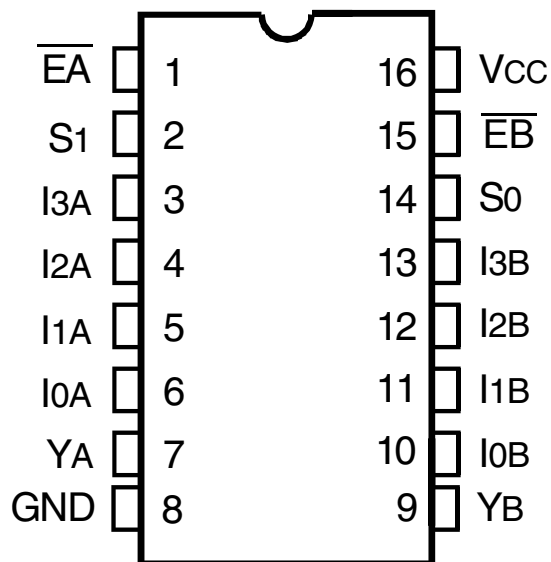 EA 1 16 VCC
S1 2 15 EB
I3A 3 14 S0
I2A 4 13 I3B
I1A 5 12 I2B
I0A 6 11 I1B
YA 7 10 I0B
GND 8 9 YB